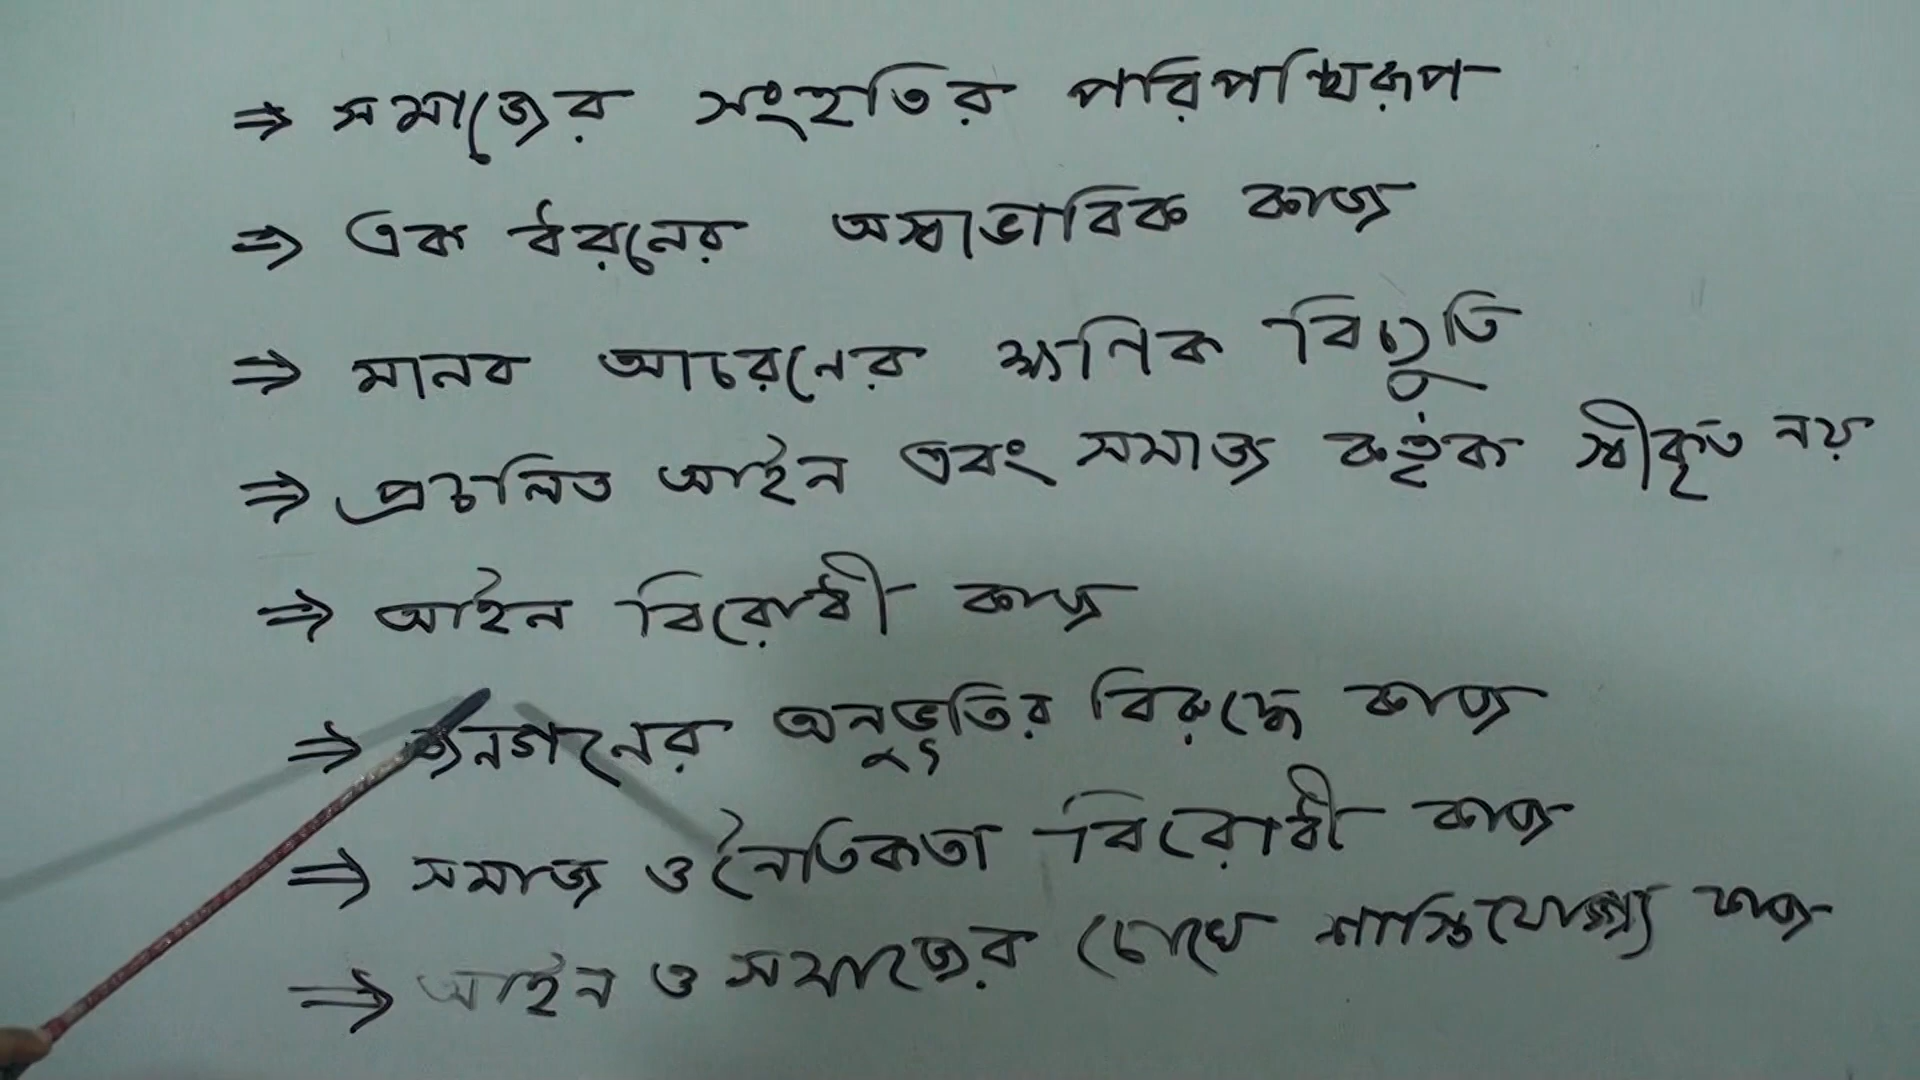 ⇒ সমাজের সংহতির পরিপন্থিরূপ
⇒ এক ধরনের অস্বাভাবিক কাজ
⇒ মানব আচরনের ক্ষণিক বিচ্যুতি
⇒ প্রচলিত আইন এবং সমাজ কর্তৃক স্বীকৃত নয়
⇒ আইন বিরোধী কাজ
⇒ জনগনের অনুভূতির বিরুদ্ধে কাজ
⇒ সমাজ ও নৈতিকতা বিরোধী কাজ
⇒ আইন ও সমাজের চোখে শাস্তিযোগ্য কাজ